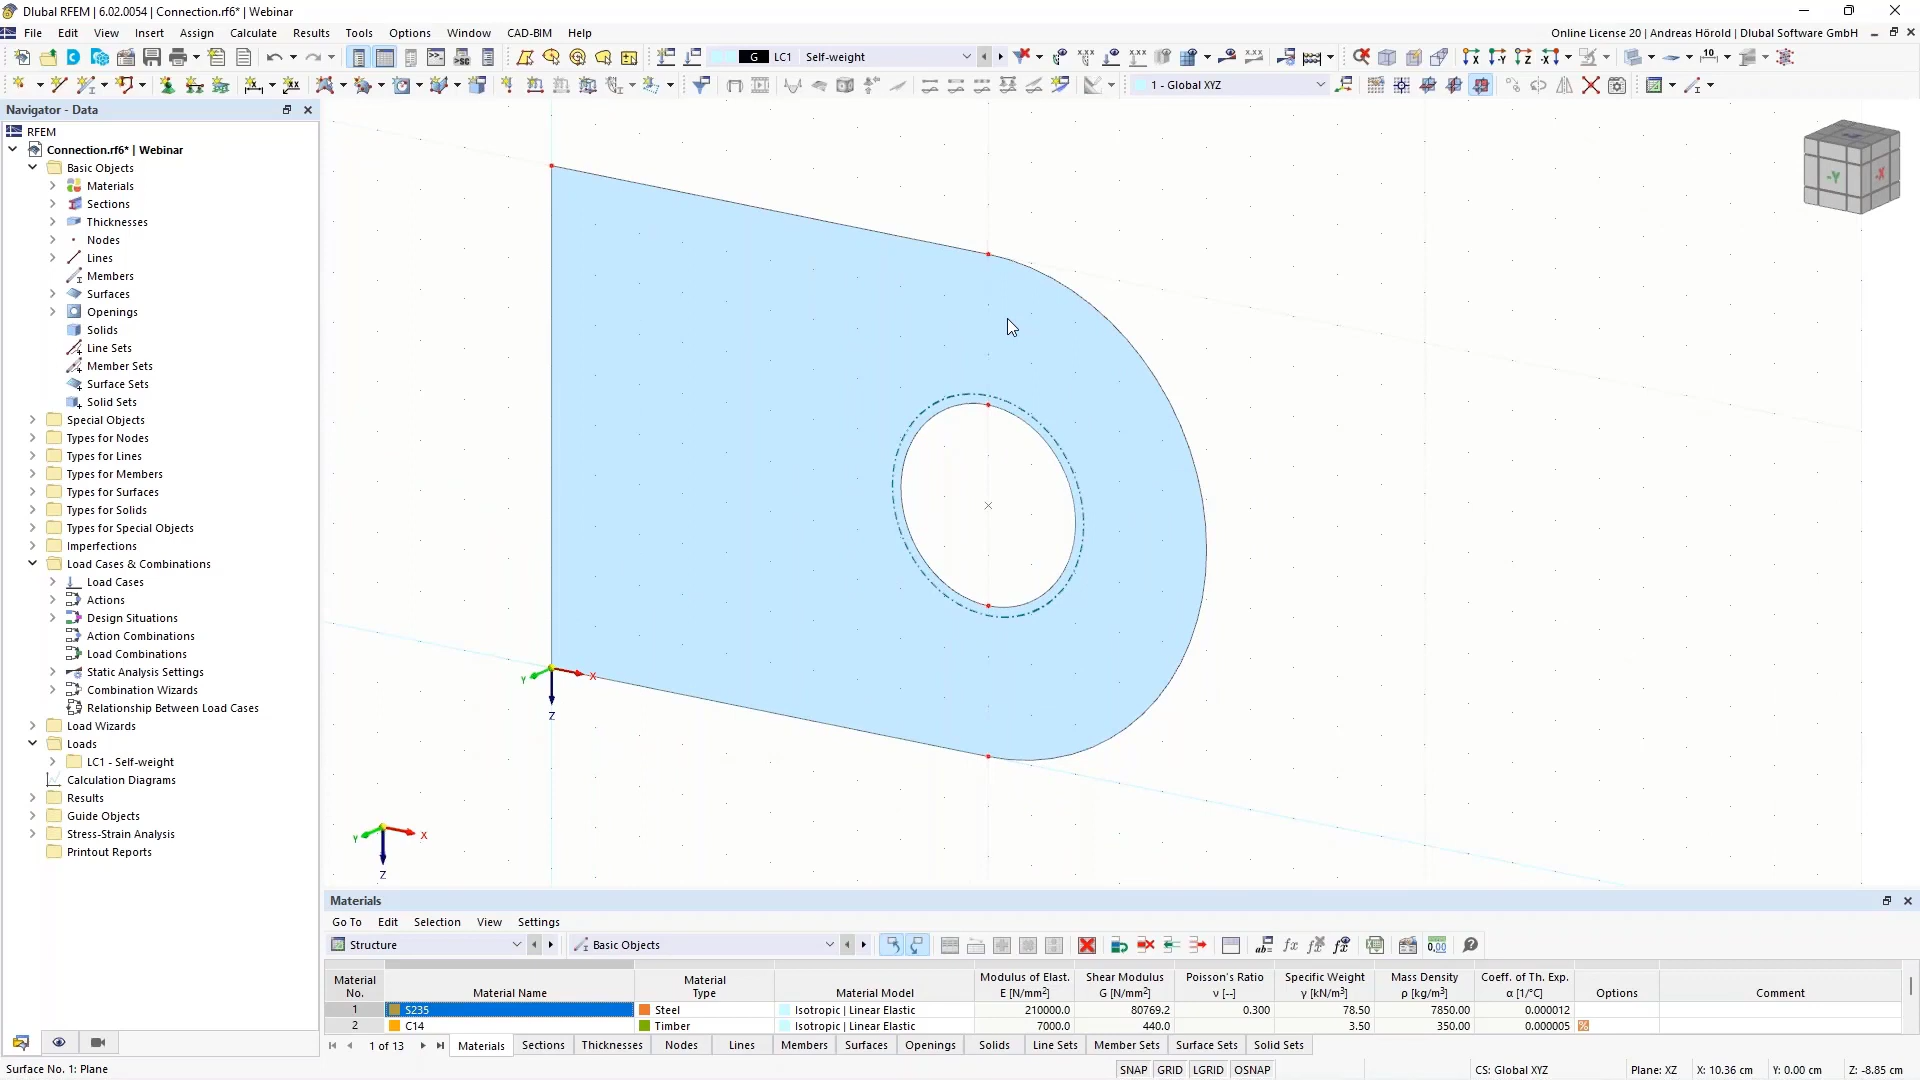 Dlubal RFEM | 6.02.0054 | Connection.rf6* | Webinar
File Edit View Insert Assign Calculate Results Tools Options Window CAD-BIM Help
Online License 20 | Andreas Hörold | Dlubal Software GmbH
G LC1 Self-weight
1 - Global XYZ
Navigator - Data
RFEM
Connection.rf6* | Webinar
Basic Objects
Materials
Sections
Thicknesses
Nodes
Lines
Members
Surfaces
Openings
Solids
Line Sets
Member Sets
Surface Sets
Solid Sets
Special Objects
Types for Nodes
Types for Lines
Types for Members
Types for Surfaces
Types for Solids
Types for Special Objects
Imperfections
Load Cases & Combinations
Load Cases
Actions
Design Situations
Action Combinations
Load Combinations
Static Analysis Settings
Combination Wizards
Relationship Between Load Cases
Load Wizards
Loads
LC1 - Self-weight
Calculation Diagrams
Results
Guide Objects
Stress-Strain Analysis
Printout Reports
-Y -X
Y X
Z
Y X
Z
Materials
Go To Edit Selection View Settings
Structure Basic Objects
Material No. Material Name Material Type Material Model Modulus of Elast. E [N/mm²] Shear Modulus G [N/mm²] Poisson's Ratio ν [--] Specific Weight γ [kN/m³] Mass Density ρ [kg/m³] Coeff. of Th. Exp. α [1/°C] Options Comment
1 S235 Steel Isotropic | Linear Elastic 210000.0 80769.2 0.300 78.50 7850.00 0.000012
2 C14 Timber Isotropic | Linear Elastic 7000.0 440.0 3.50 350.00 0.000005
1 of 13 Materials Sections Thicknesses Nodes Lines Members Surfaces Openings Solids Line Sets Member Sets Surface Sets Solid Sets
Surface No. 1: Plane SNAP GRID LGRID OSNAP CS: Global XYZ Plane: XZ X: 10.36 cm Y: 0.00 cm Z: -8.85 cm